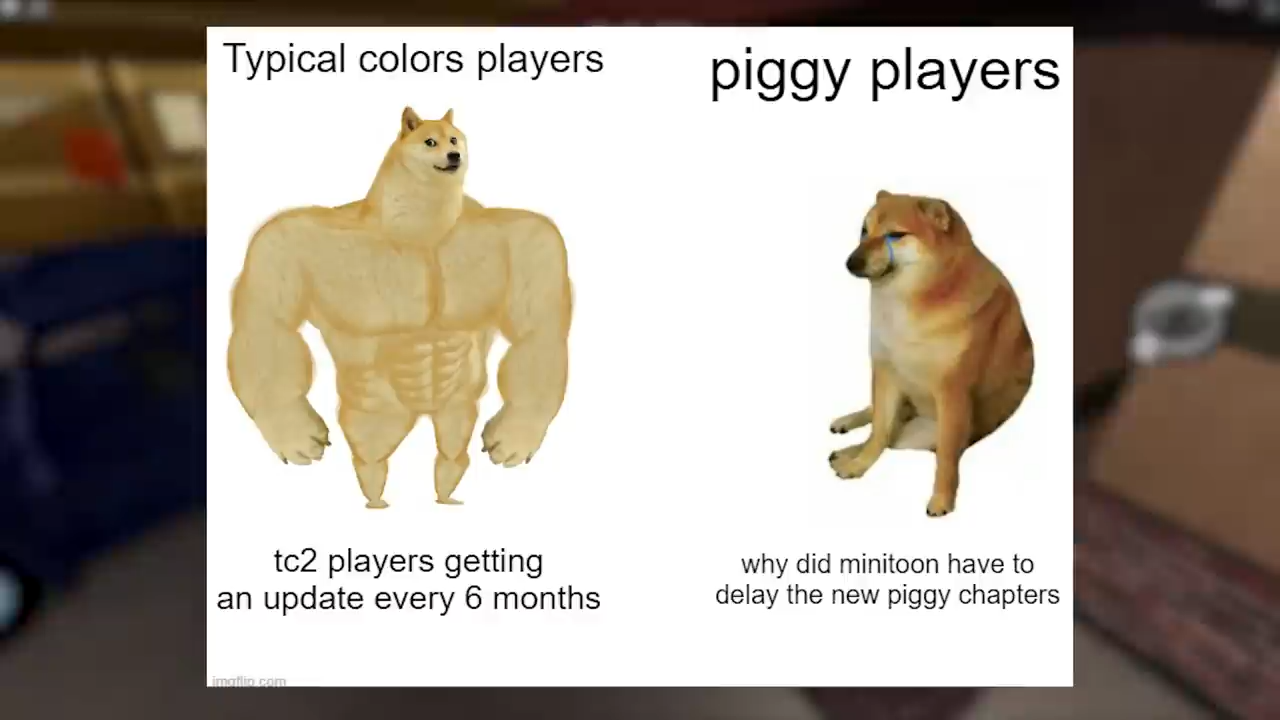 Typical colors players
piggy players
tc2 players getting
an update every 6 months
why did minitoon have to
delay the new piggy chapters
imgflip.com